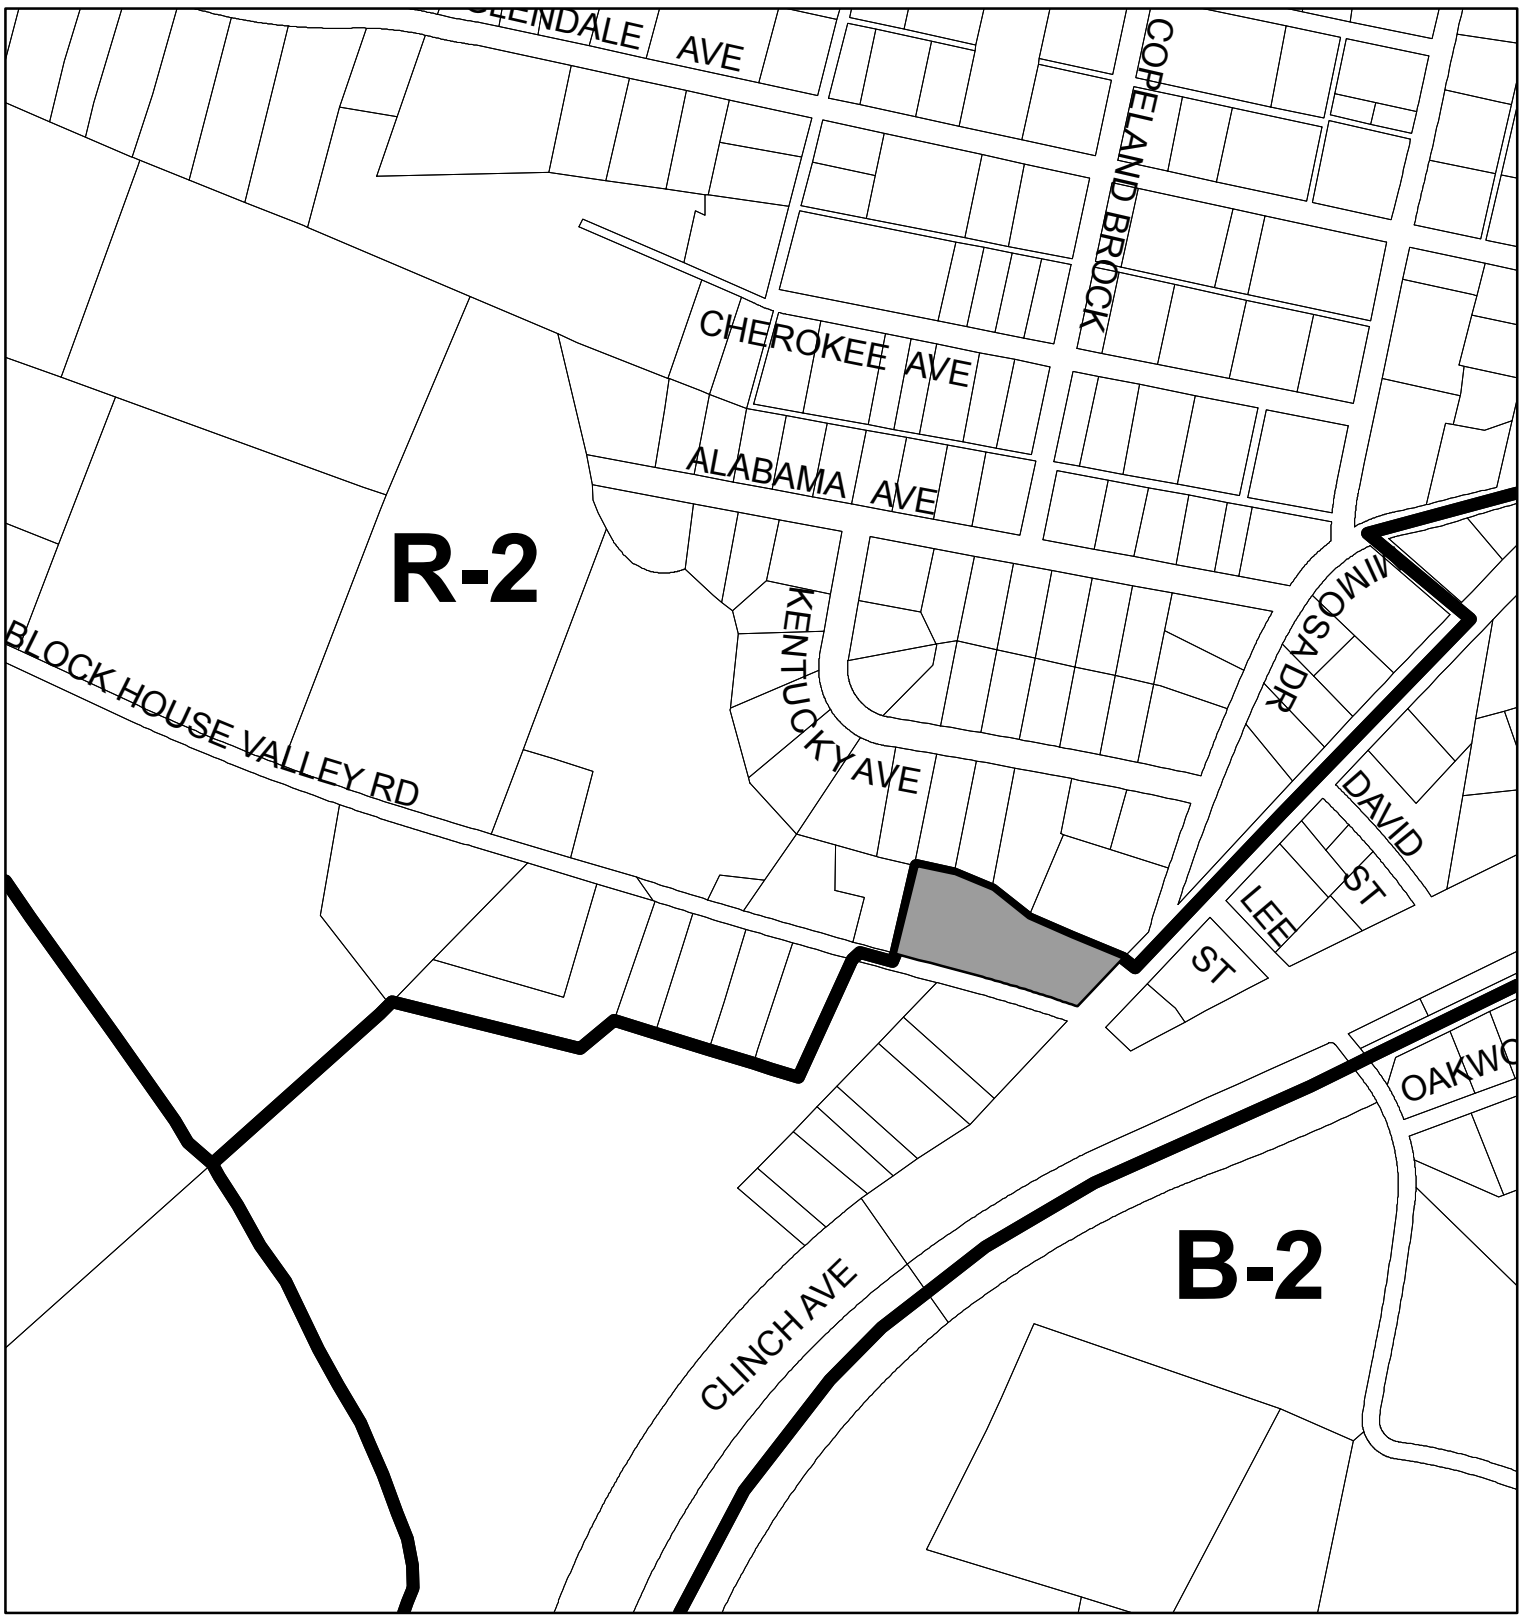 GLENDALE AVE
COPELAND BROCK
CHEROKEE AVE
ALABAMA AVE
R-2
KENTUCKY AVE
MIMOSA DR
BLOCK HOUSE VALLEY RD
DAVID ST
LEE ST
OAKWO
B-2
CLINCH AVE